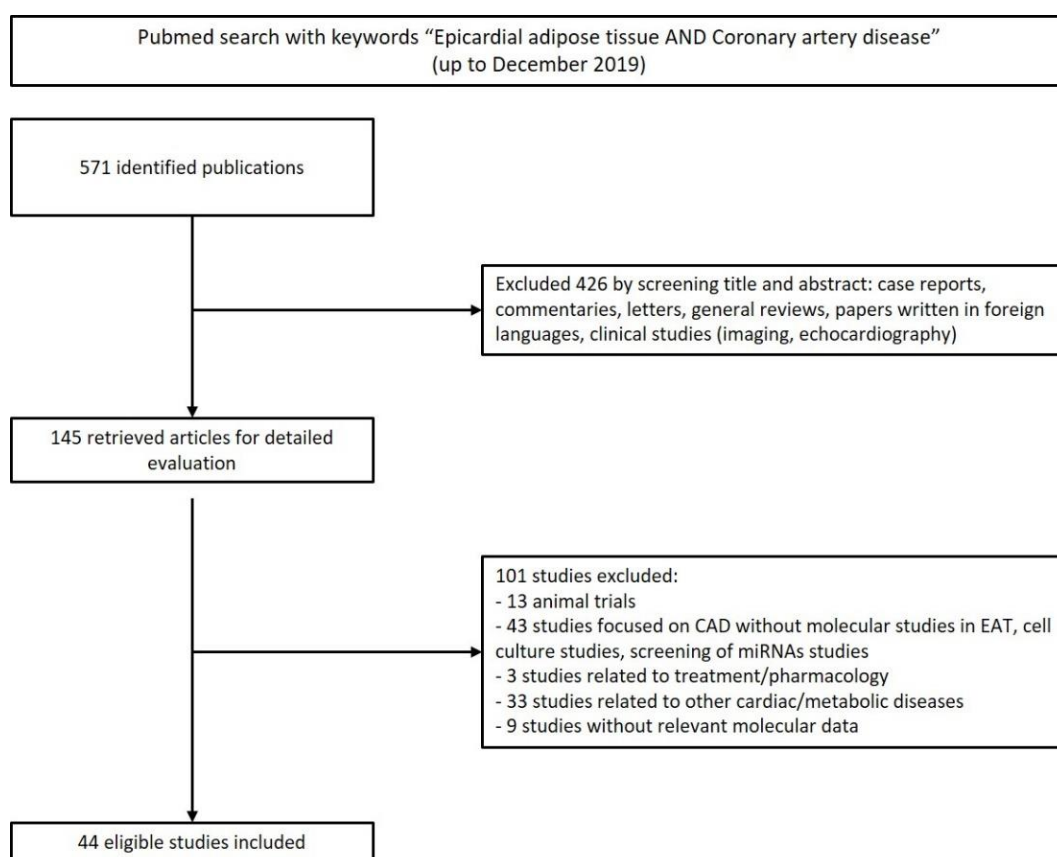 Pubmed search with keywords “Epicardial adipose tissue AND Coronary artery disease”
(up to December 2019)
571 identified publications
Excluded 426 by screening title and abstract: case reports,
commentaries, letters, general reviews, papers written in foreign
languages, clinical studies (imaging, echocardiography)
145 retrieved articles for detailed
evaluation
101 studies excluded:
- 13 animal trials
- 43 studies focused on CAD without molecular studies in EAT, cell
culture studies, screening of miRNAs studies
- 3 studies related to treatment/pharmacology
- 33 studies related to other cardiac/metabolic diseases
- 9 studies without relevant molecular data
44 eligible studies included